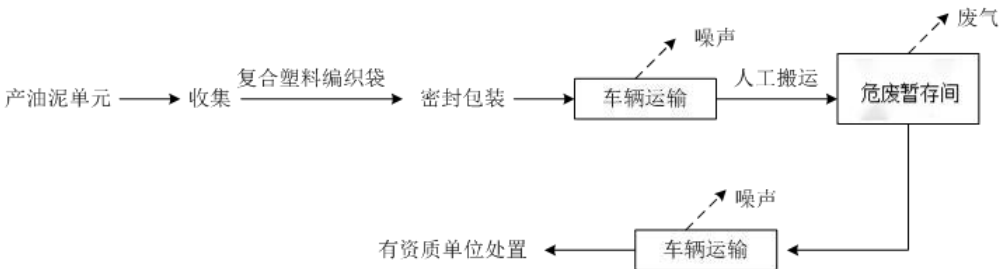 废气
噪声
复合塑料编织袋
人工搬运
产油泥单元
收集
密封包装
车辆运输
危废暂存间
噪声
有资质单位处置
车辆运输